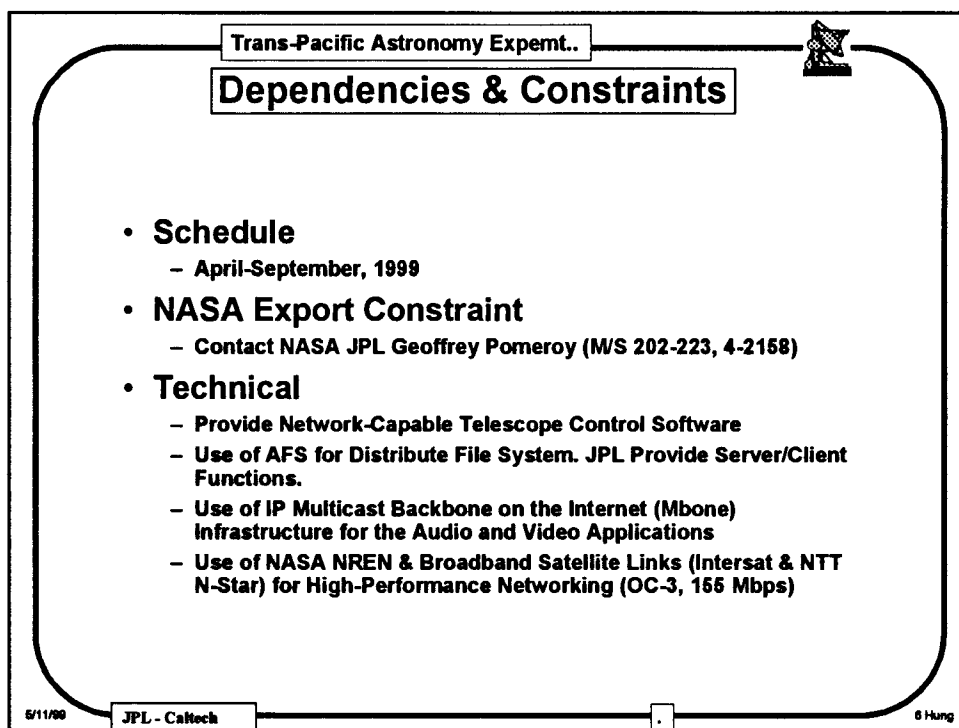 Trans-Pacific Astronomy Expemt..
Dependencies & Constraints
• Schedule
– April-September, 1999
• NASA Export Constraint
– Contact NASA JPL Geoffrey Pomeroy (M/S 202-223, 4-2158)
• Technical
– Provide Network-Capable Telescope Control Software
– Use of AFS for Distribute File System. JPL Provide Server/Client
Functions.
– Use of IP Multicast Backbone on the Internet (Mbone)
Infrastructure for the Audio and Video Applications
– Use of NASA NREN & Broadband Satellite Links (Intersat & NTT
N-Star) for High-Performance Networking (OC-3, 155 Mbps)
5/11/99
JPL - Caltech
.
6 Hung